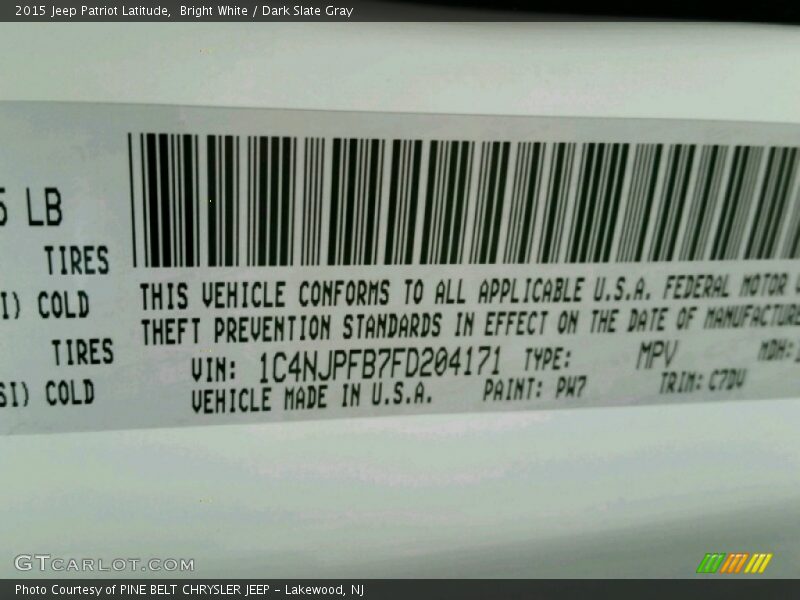 2015 Jeep Patriot Latitude,  Bright White / Dark Slate Gray
5 LB
TIRES
I) COLD
TIRES
SI) COLD
THIS VEHICLE CONFORMS TO ALL APPLICABLE U.S.A. FEDERAL MOTOR
THEFT PREVENTION STANDARDS IN EFFECT ON THE DATE OF MANUFACTURE
VIN: 1C4NJPFB7FD204171 TYPE: MPV MDH:
VEHICLE MADE IN U.S.A. PAINT: PW7 TRIM: C7DV
GTCARLOT.COM
Photo Courtesy of PINE BELT CHRYSLER JEEP - Lakewood, NJ